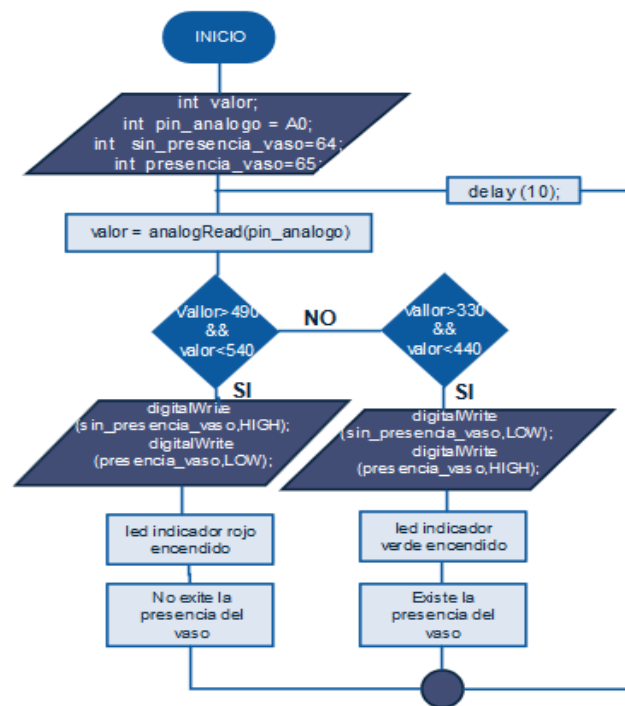 INICIO
int valor;
int pin_analogo = A0;
int sin_presencia_vaso=64;
int presencia_vaso=65;
delay (10);
valor = analogRead(pin_analogo)
Vallor>490
&&
valor<540
NO
vallor>330
&&
valor<440
SI
SI
digitalWrite
(sin_presencia_vaso,HIGH);
digitalWrite
(presencia_vaso,LOW);
digitalWrite
(sin_presencia_vaso,LOW);
digitalWrite
(presencia_vaso,HIGH);
led indicador rojo
encendido
led indicador
verde encendido
No exite la
presencia del
vaso
Existe la
presencia del
vaso